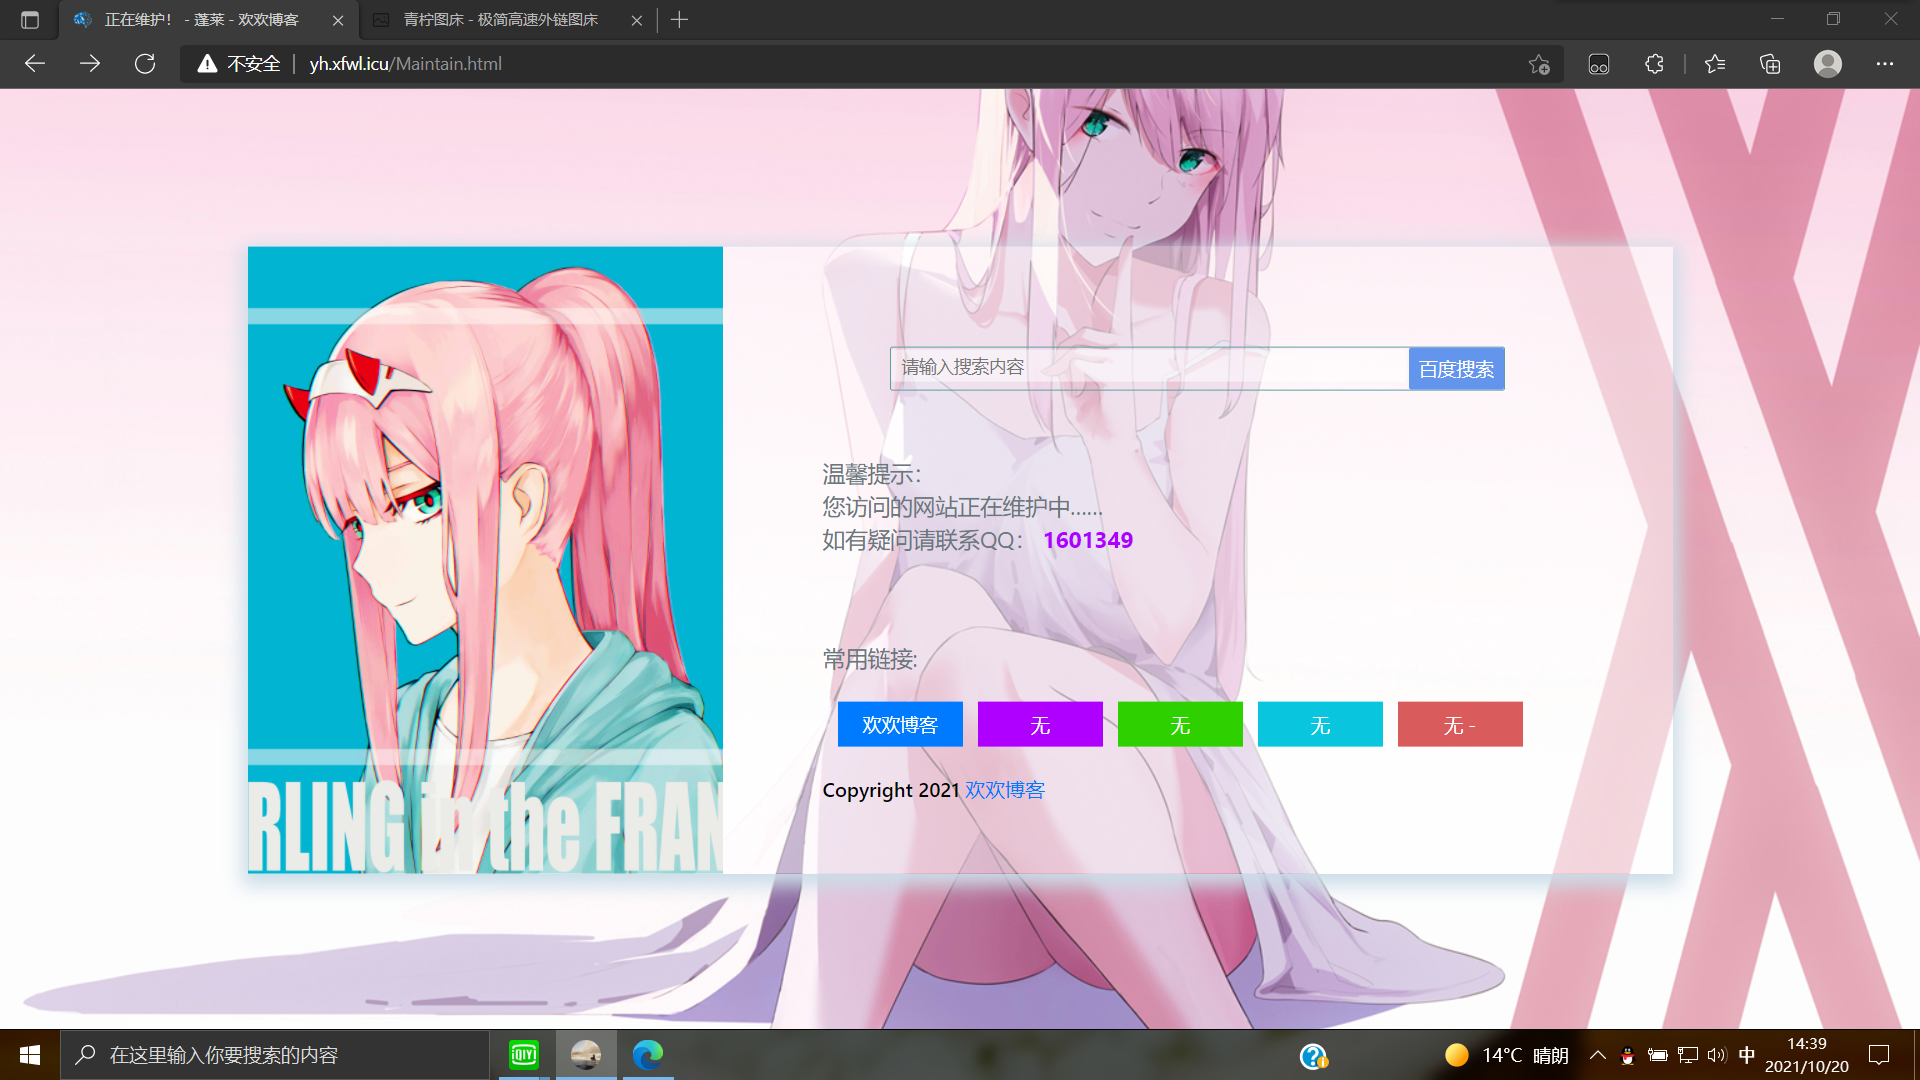 正在维护！ - 蓬莱 - 欢欢博客
青柠图床 - 极简高速外链图床
不安全
yh.xfwl.icu/Maintain.html
请输入搜索内容
百度搜索
温馨提示：
您访问的网站正在维护中......
如有疑问请联系QQ： 1601349
常用链接:
欢欢博客
无
无
无
无 -
Copyright 2021 欢欢博客
RLING in the FRAN
在这里输入你要搜索的内容
QIYI
14°C 晴朗
中
14:39
2021/10/20